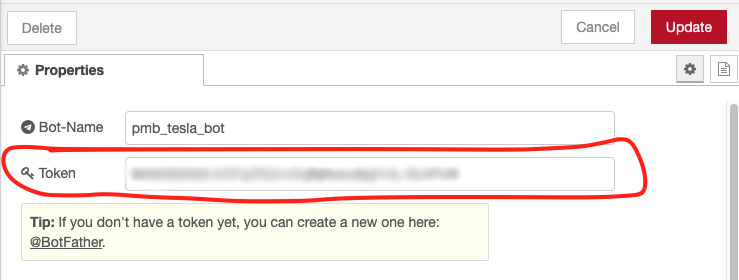 Delete
Cancel
Update
Properties
Bot-Name
pmb_tesla_bot
Token
Tip: If you don't have a token yet, you can create a new one here:
@BotFather.